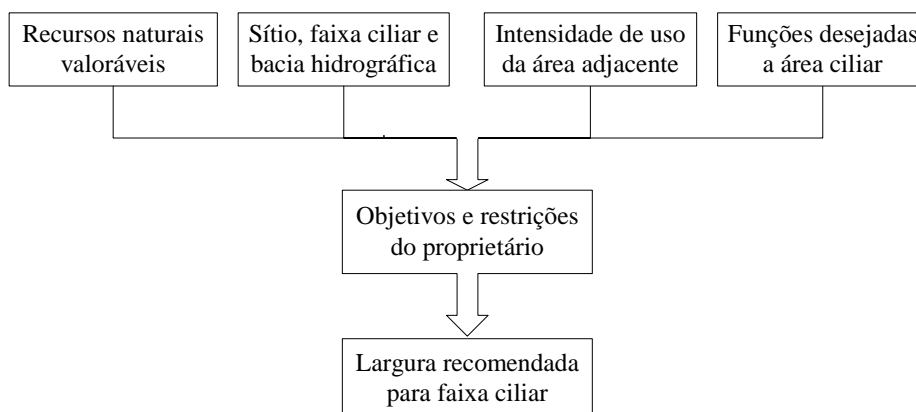 Recursos naturais
valoráveis
Sítio, faixa ciliar e
bacia hidrográfica
Intensidade de uso
da área adjacente
Funções desejadas
a área ciliar
Objetivos e restrições
do proprietário
Largura recomendada
para faixa ciliar